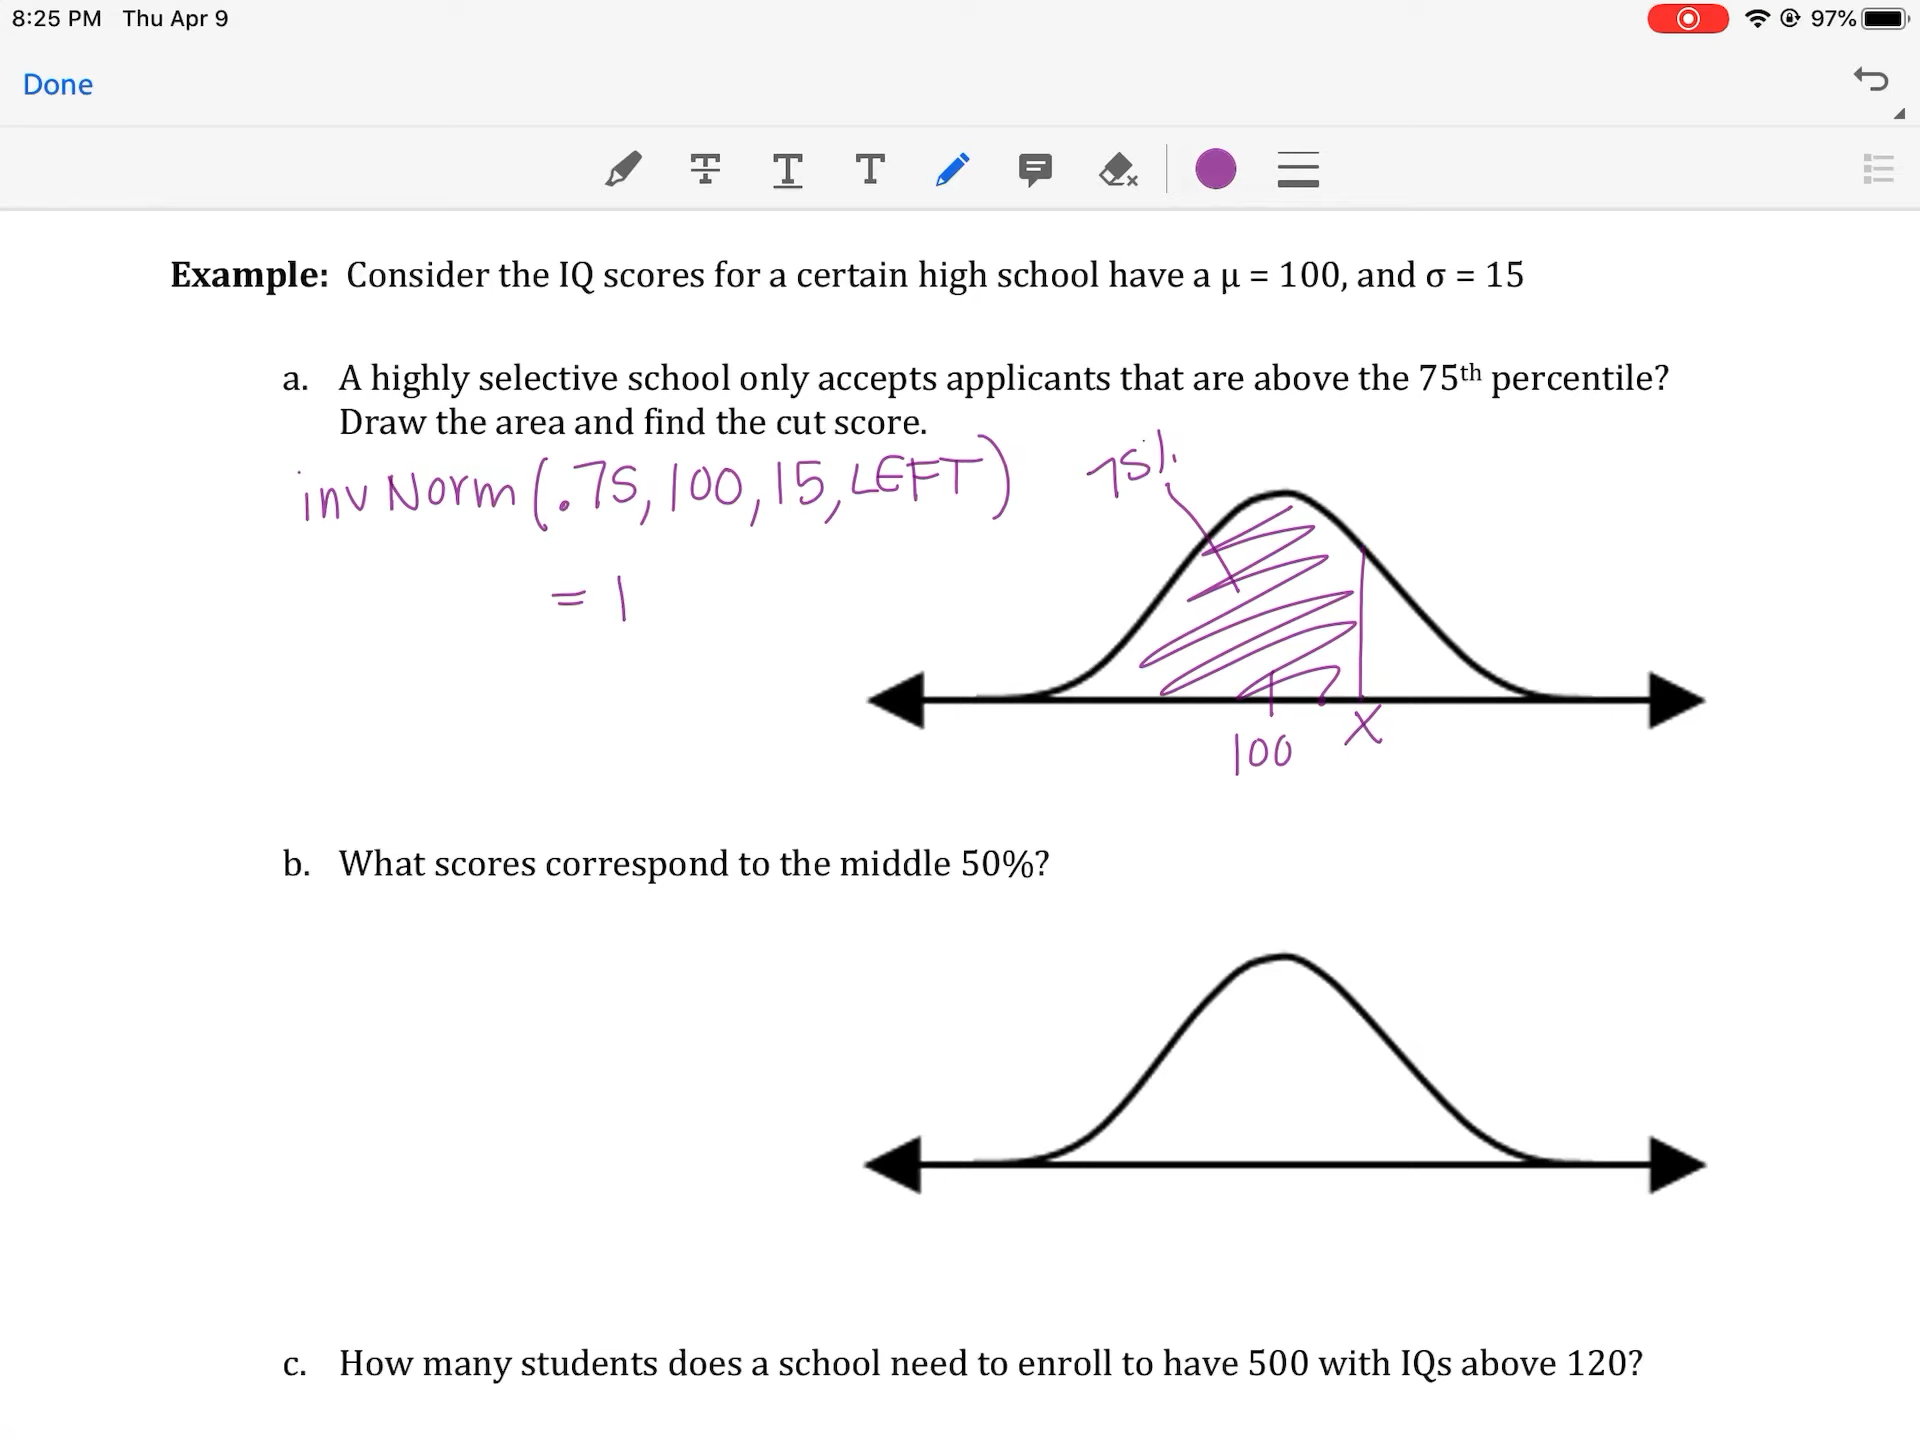 8:25 PM Thu Apr 9 97%
Done
T T T
Example: Consider the IQ scores for a certain high school have a μ = 100, and σ = 15
a. A highly selective school only accepts applicants that are above the 75th percentile?
Draw the area and find the cut score.
invNorm(.75,100,15,LEFT) 75%
= 1
100 X
b. What scores correspond to the middle 50%?
c. How many students does a school need to enroll to have 500 with IQs above 120?